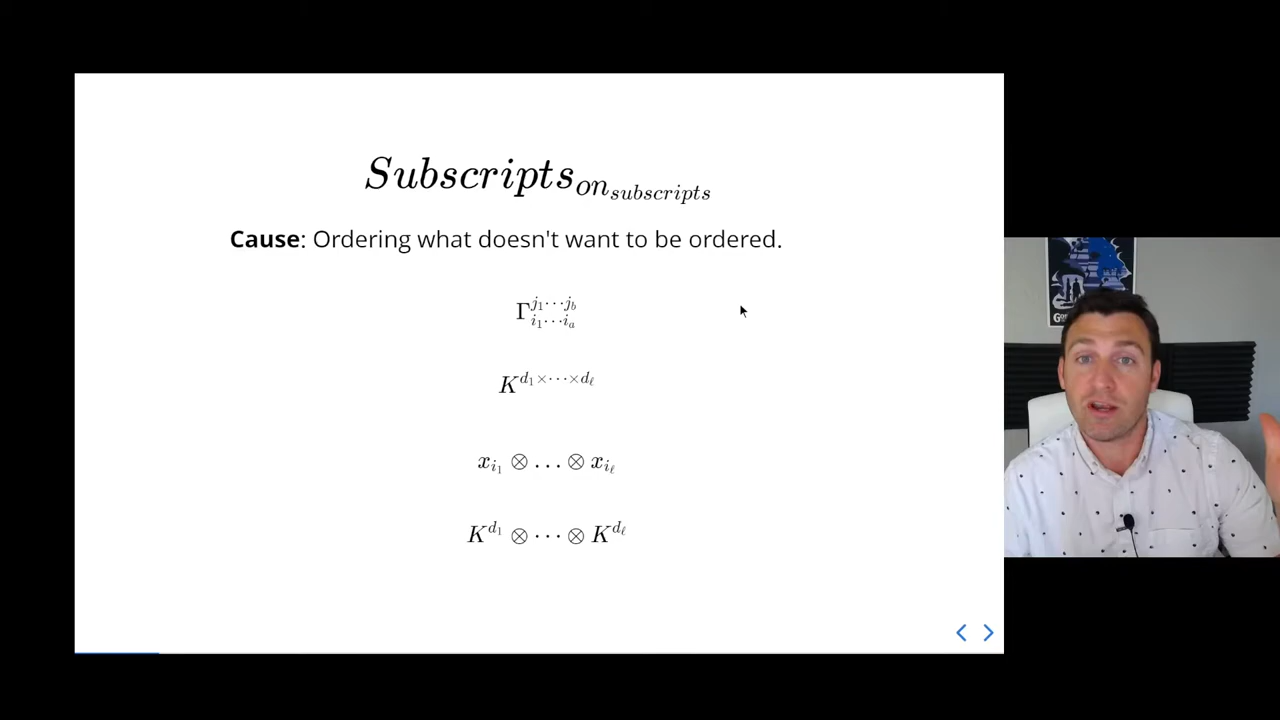 Subscripts_{on_{subscripts}}
Cause: Ordering what doesn't want to be ordered.
Γ^{j_1⋯j_b}_{i_1⋯i_a}
K^{d_1×⋯×d_ℓ}
x_{i_1} ⊗ … ⊗ x_{i_ℓ}
K^{d_1} ⊗ ⋯ ⊗ K^{d_ℓ}